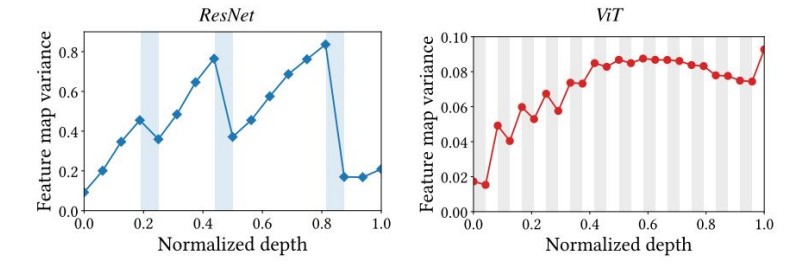 ResNet
Feature map variance
0.8
0.6
0.4
0.2
0.0
0.0 0.2 0.4 0.6 0.8 1.0
Normalized depth
ViT
Feature map variance
0.10
0.08
0.06
0.04
0.02
0.00
0.0 0.2 0.4 0.6 0.8 1.0
Normalized depth